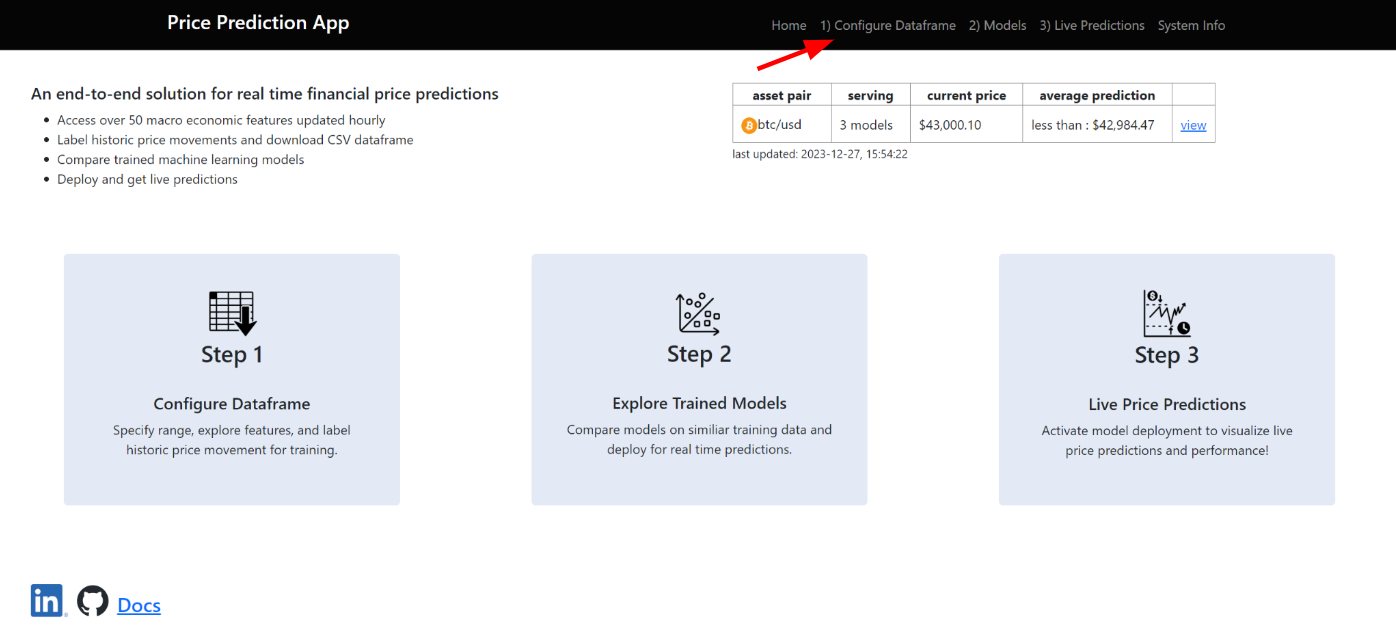 Price Prediction App
Home 1) Configure Dataframe 2) Models 3) Live Predictions System Info
An end-to-end solution for real time financial price predictions
Access over 50 macro economic features updated hourly
Label historic price movements and download CSV dataframe
Compare trained machine learning models
Deploy and get live predictions
asset pair serving current price average prediction
btc/usd 3 models $43,000.10 less than : $42,984.47 view
last updated: 2023-12-27, 15:54:22
Step 1
Configure Dataframe
Specify range, explore features, and label
historic price movement for training.
Step 2
Explore Trained Models
Compare models on similiar training data and
deploy for real time predictions.
Step 3
Live Price Predictions
Activate model deployment to visualize live
price predictions and performance!
in Docs